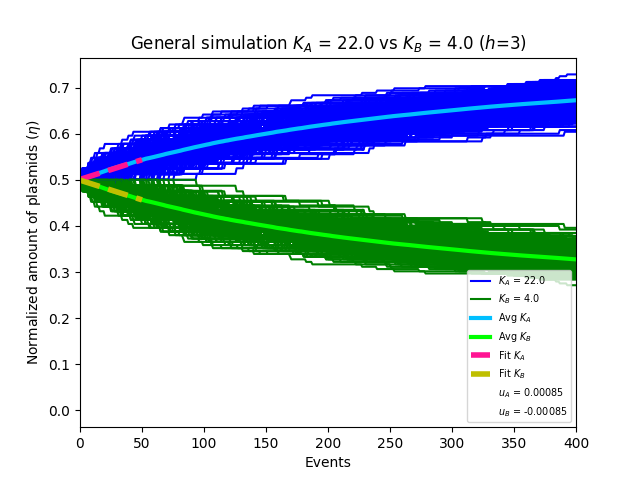 General simulation K_A = 22.0 vs K_B = 4.0 (h=3)
Normalized amount of plasmids (η)
0.7
0.6
0.5
0.4
0.3
0.2
0.1
0.0
K_A = 22.0
K_B = 4.0
Avg K_A
Avg K_B
Fit K_A
Fit K_B
u_A = 0.00085
u_B = -0.00085
0 50 100 150 200 250 300 350 400
Events